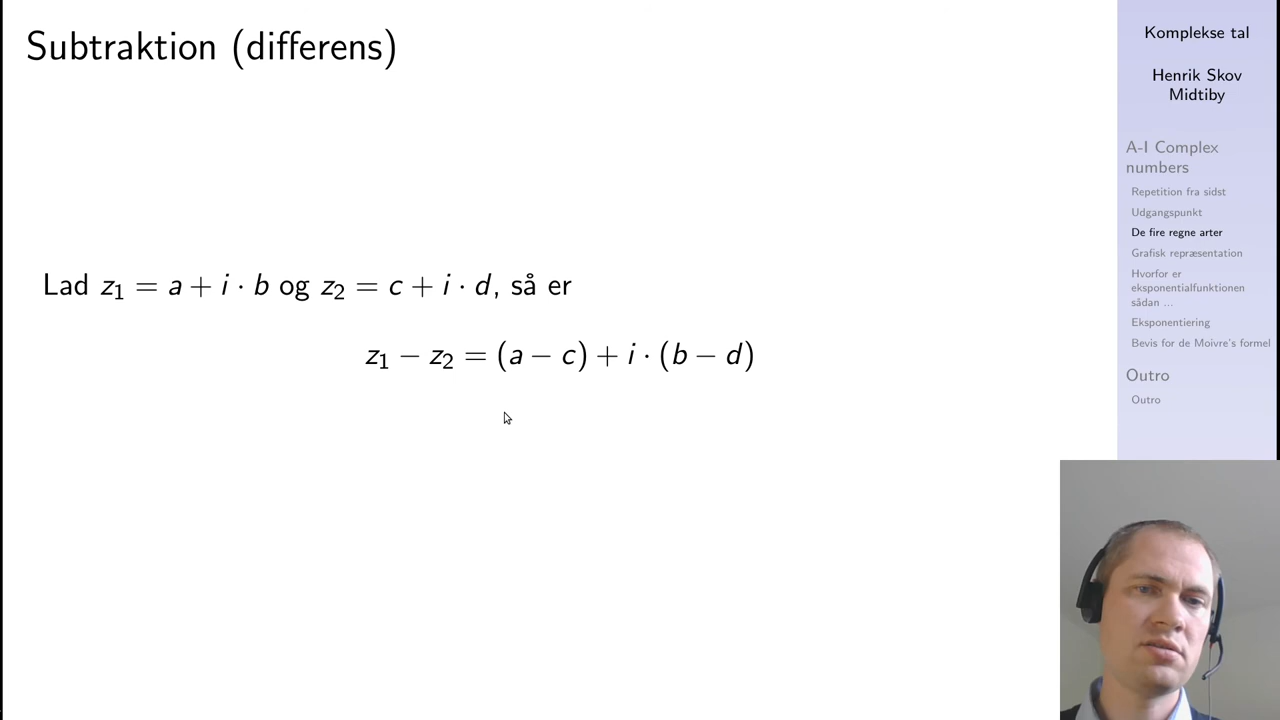 Subtraktion (differens)
Lad z₁ = a + i · b og z₂ = c + i · d, så er
z₁ − z₂ = (a − c) + i · (b − d)
Komplekse tal
Henrik Skov
Midtiby
A-I Complex
numbers
Repetition fra sidst
Udgangspunkt
De fire regne arter
Grafisk repræsentation
Hvorfor er
eksponentialfunktionen
sådan ...
Eksponentiering
Bevis for de Moivre's formel
Outro
Outro